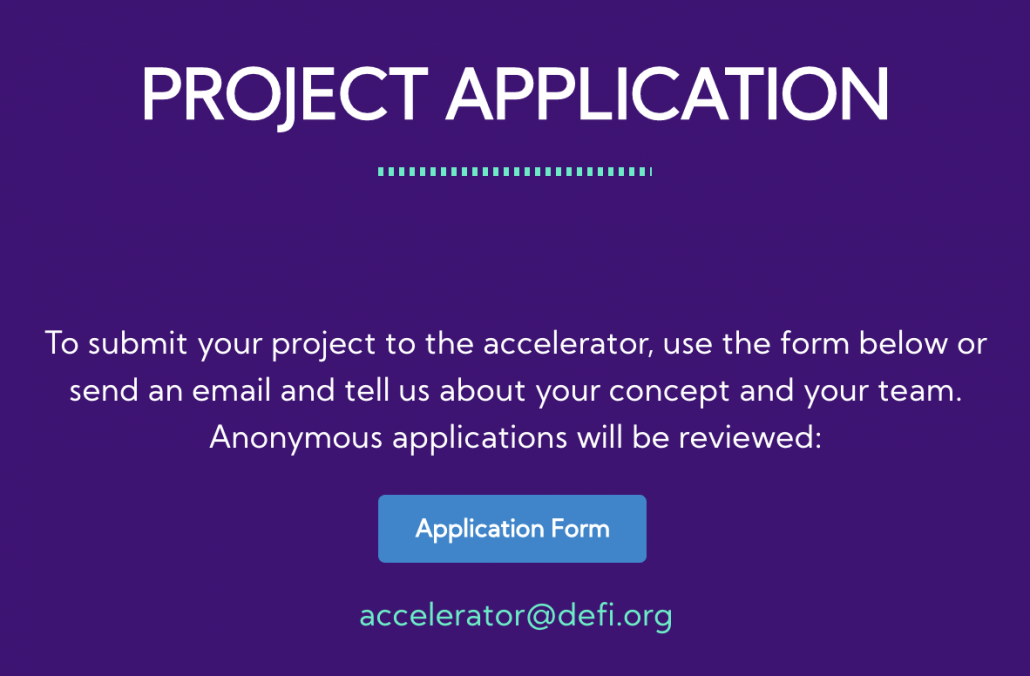 PROJECT APPLICATION
To submit your project to the accelerator, use the form below or
send an email and tell us about your concept and your team.
Anonymous applications will be reviewed:
Application Form
accelerator@defi.org